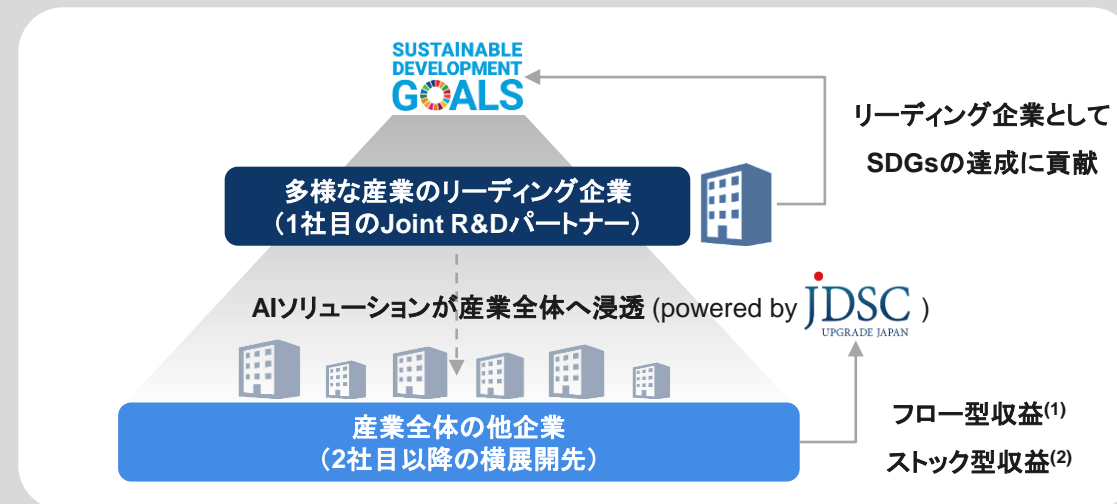 SUSTAINABLE
DEVELOPMENT
GOALS
リーディング企業として
SDGsの達成に貢献
多様な産業のリーディング企業
（1社目のJoint R&Dパートナー）
AIソリューションが産業全体へ浸透 (powered by JDSC )
UPGRADE JAPAN
産業全体の他企業
（2社目以降の横展開先）
フロー型収益(1)
ストック型収益(2)